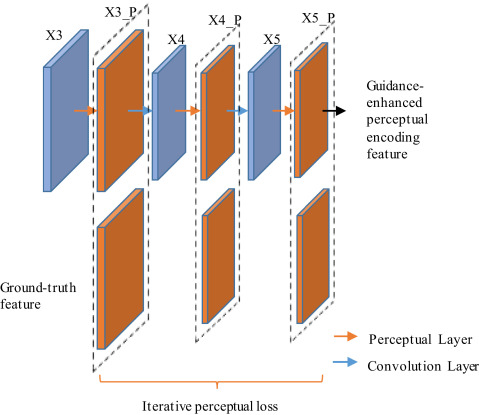 X3
X3_P
X4
X4_P
X5
X5_P
Guidance-
enhanced
perceptual
encoding
feature
Ground-truth
feature
Perceptual Layer
Convolution Layer
Iterative perceptual loss